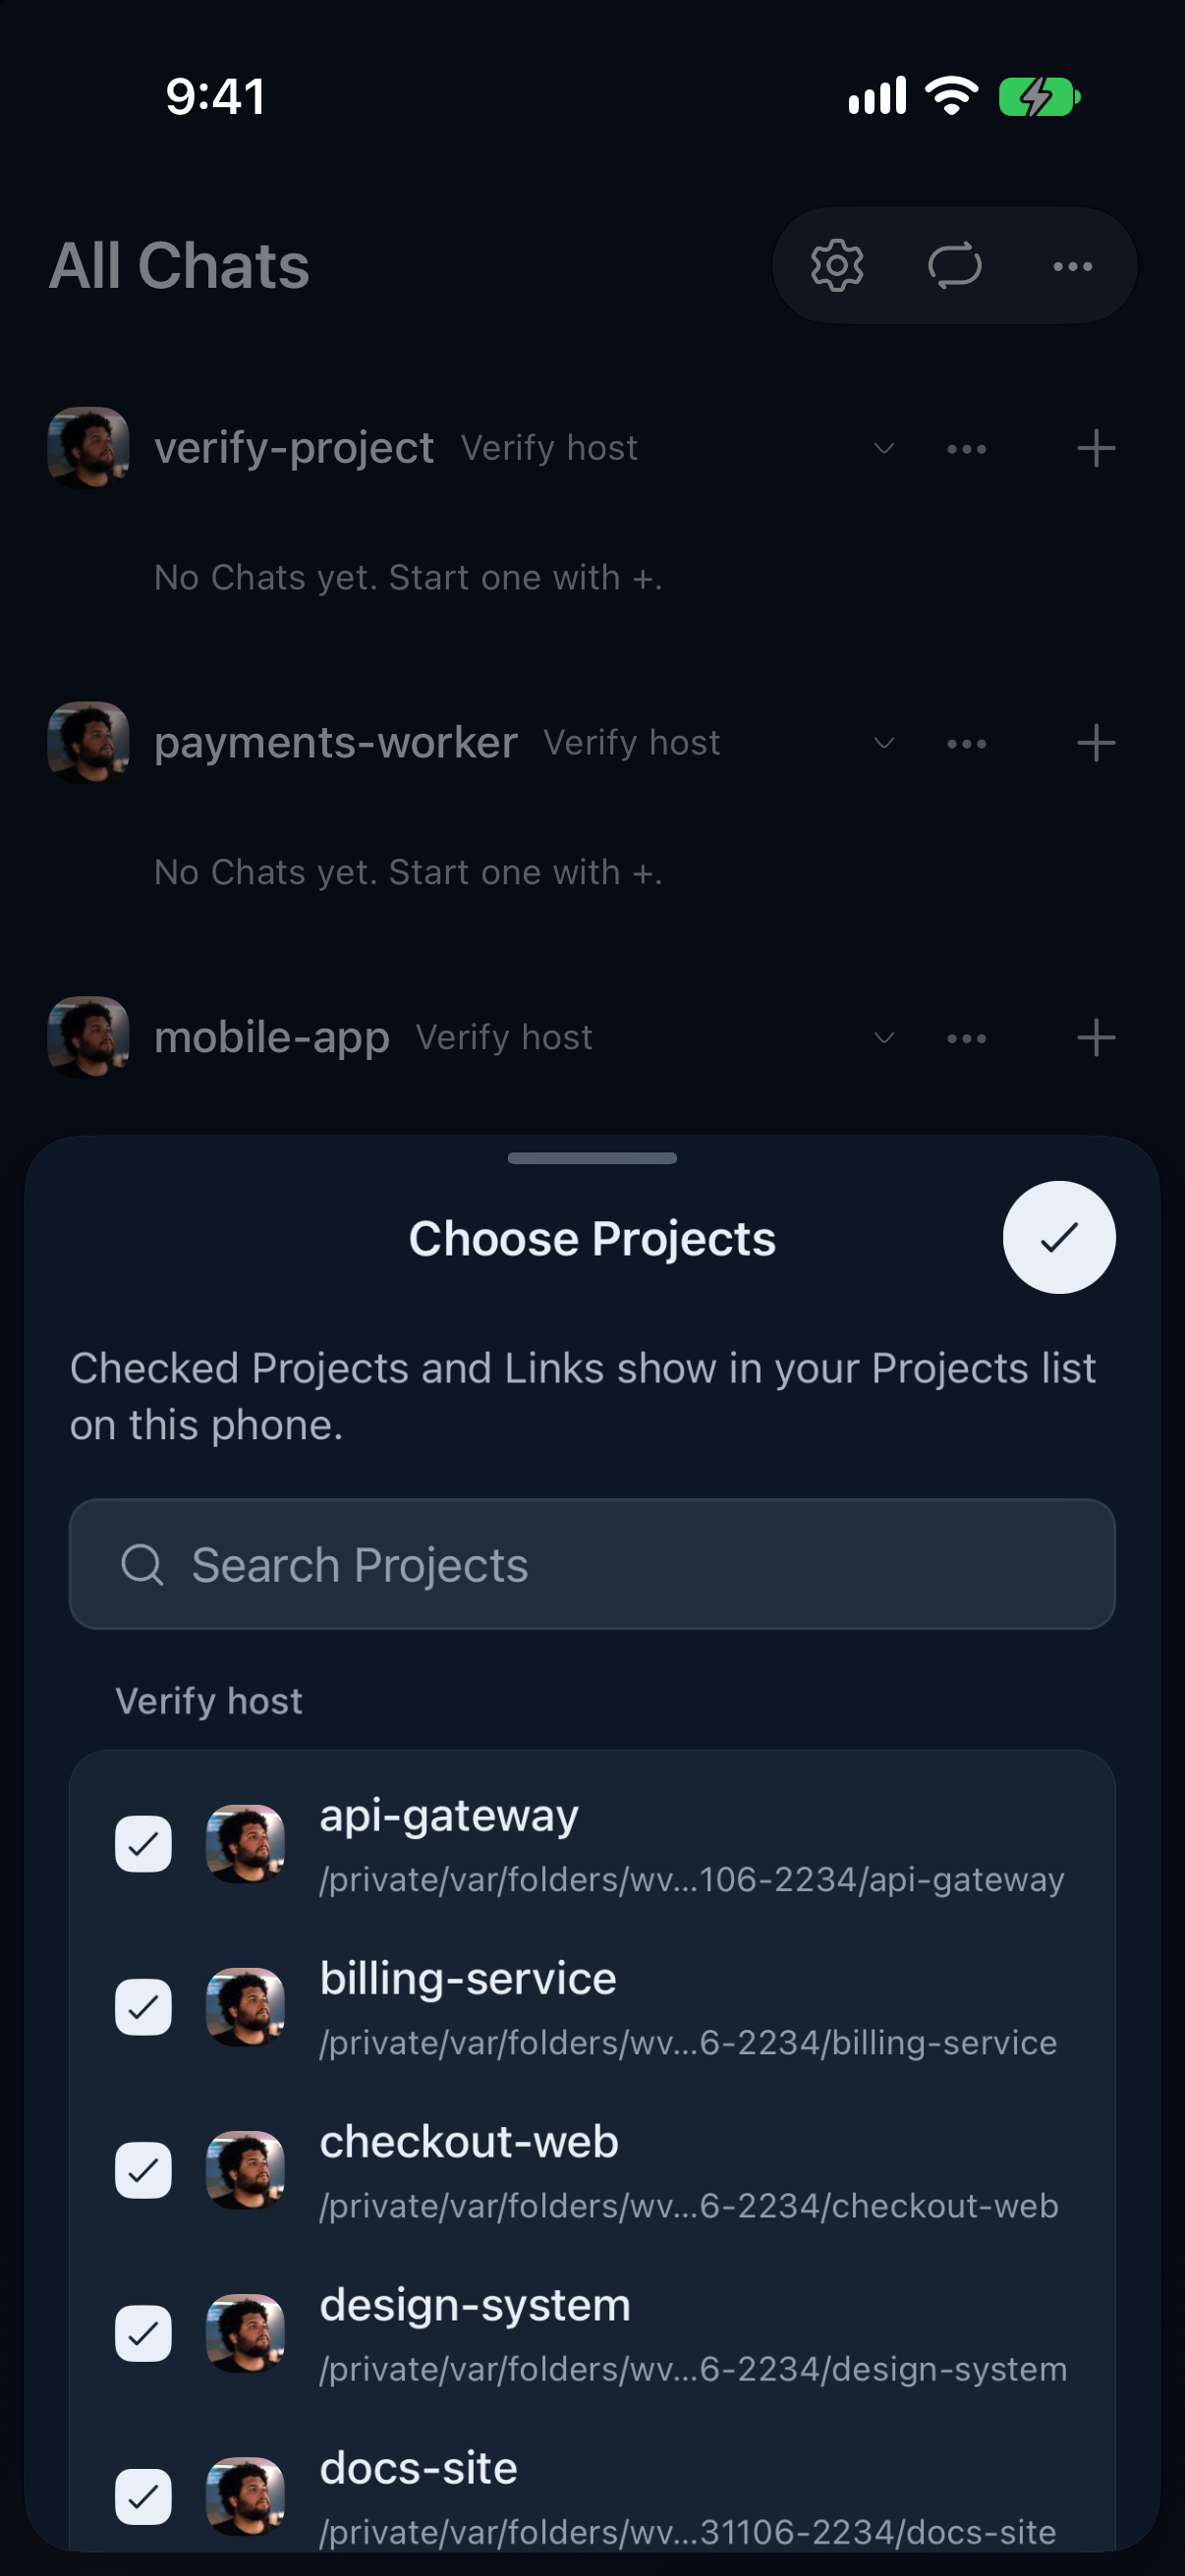 9:41
All Chats
verify-project Verify host
No Chats yet. Start one with +.
payments-worker Verify host
No Chats yet. Start one with +.
mobile-app Verify host
Choose Projects
Checked Projects and Links show in your Projects list
on this phone.
Search Projects
Verify host
api-gateway
/private/var/folders/wv...106-2234/api-gateway
billing-service
/private/var/folders/wv...6-2234/billing-service
checkout-web
/private/var/folders/wv...6-2234/checkout-web
design-system
/private/var/folders/wv...6-2234/design-system
docs-site
/private/var/folders/wv...31106-2234/docs-site